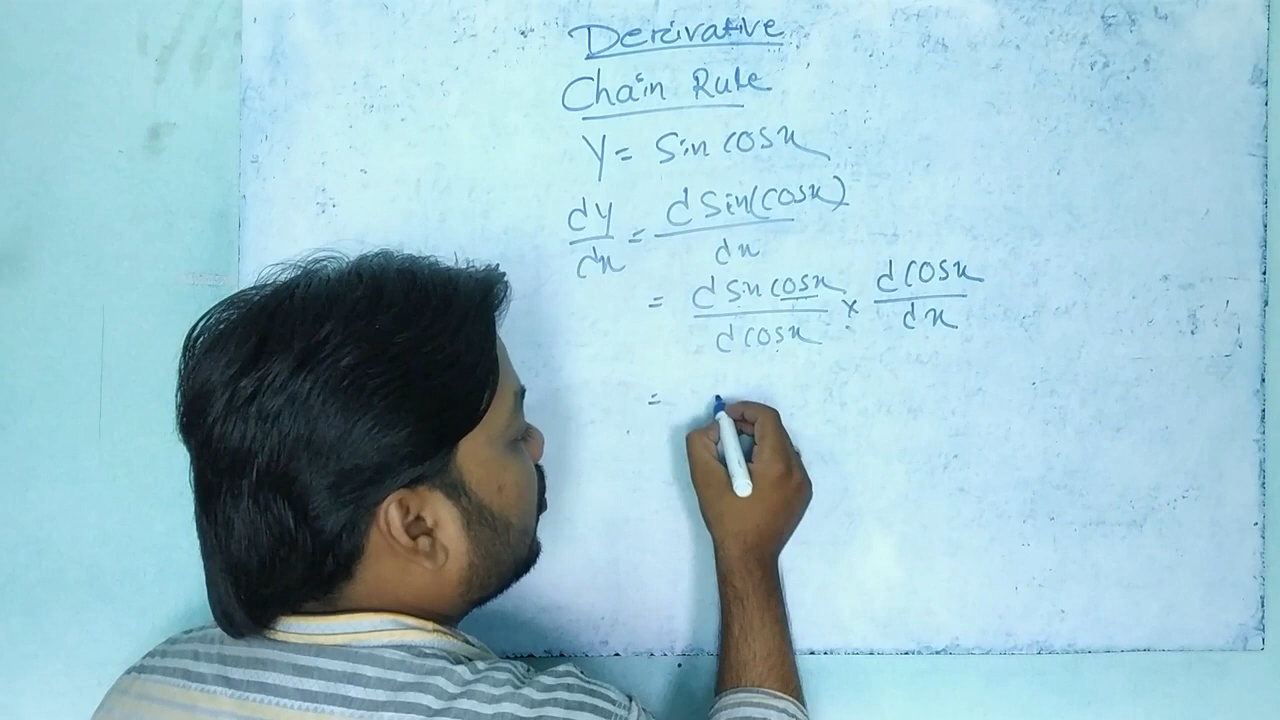 Derivative
Chain Rule
Y = Sin cosx
dy/dx = d Sin(cosx)/dx
= d sin cosx/d cosx × d cosx/dx
=